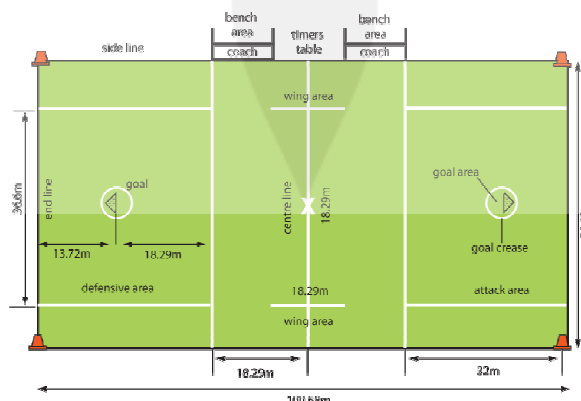 bench
area
bench
area
side line
coach
timers
table
coach
wing area
36.6m
end line
goal
goal area
centre line
18.29m
13.72m
18.29m
goal crease
defensive area
18.29m
attack area
wing area
18.29m
32m